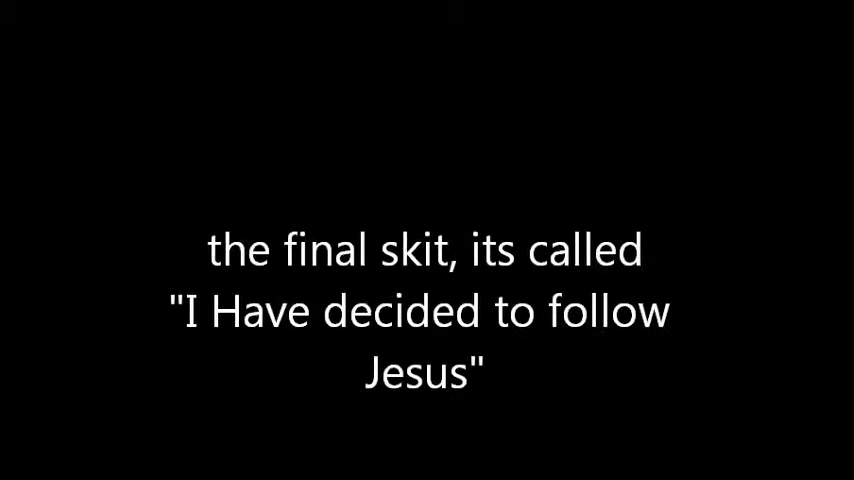 the final skit, its called
"I Have decided to follow
Jesus"